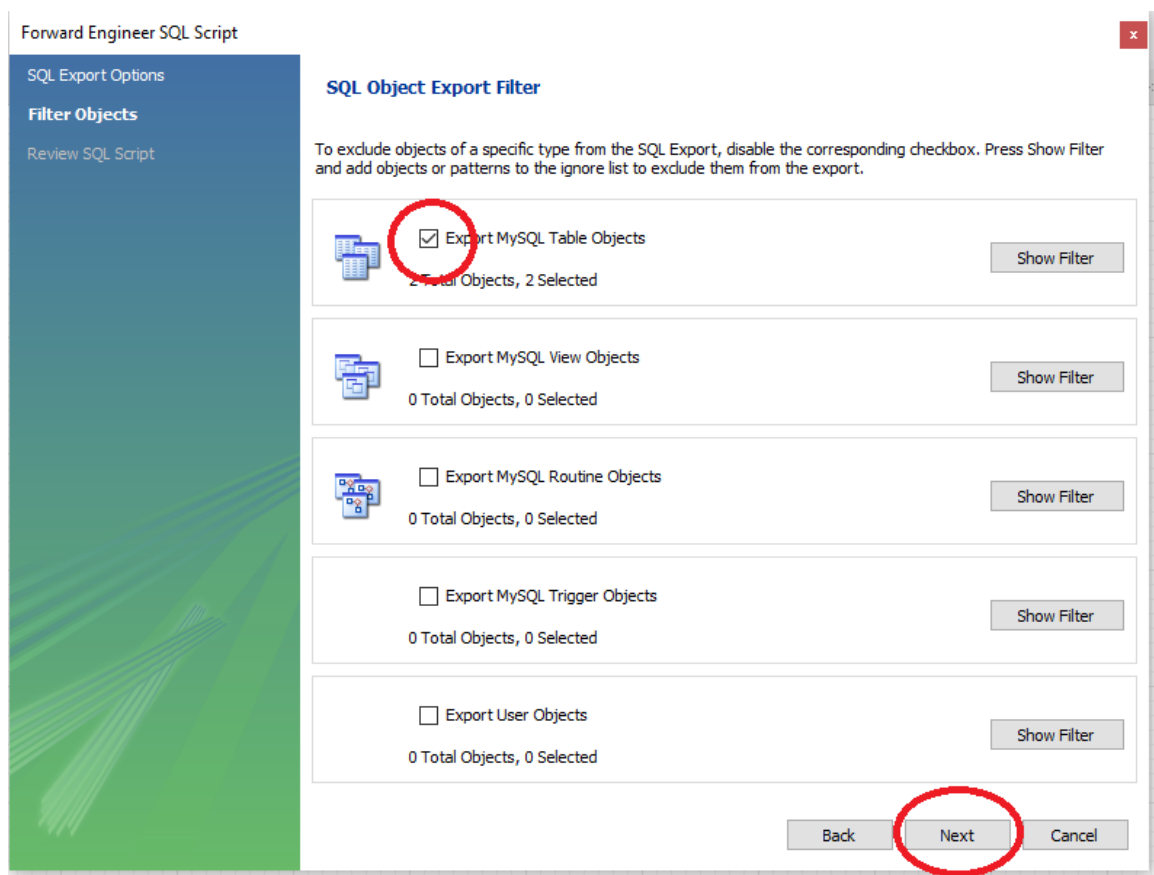 Forward Engineer SQL Script
x
SQL Export Options
Filter Objects
Review SQL Script
SQL Object Export Filter
To exclude objects of a specific type from the SQL Export, disable the corresponding checkbox. Press Show Filter
and add objects or patterns to the ignore list to exclude them from the export.
Export MySQL Table Objects
2 Total Objects, 2 Selected
Show Filter
Export MySQL View Objects
0 Total Objects, 0 Selected
Show Filter
Export MySQL Routine Objects
0 Total Objects, 0 Selected
Show Filter
Export MySQL Trigger Objects
0 Total Objects, 0 Selected
Show Filter
Export User Objects
0 Total Objects, 0 Selected
Show Filter
Back
Next
Cancel